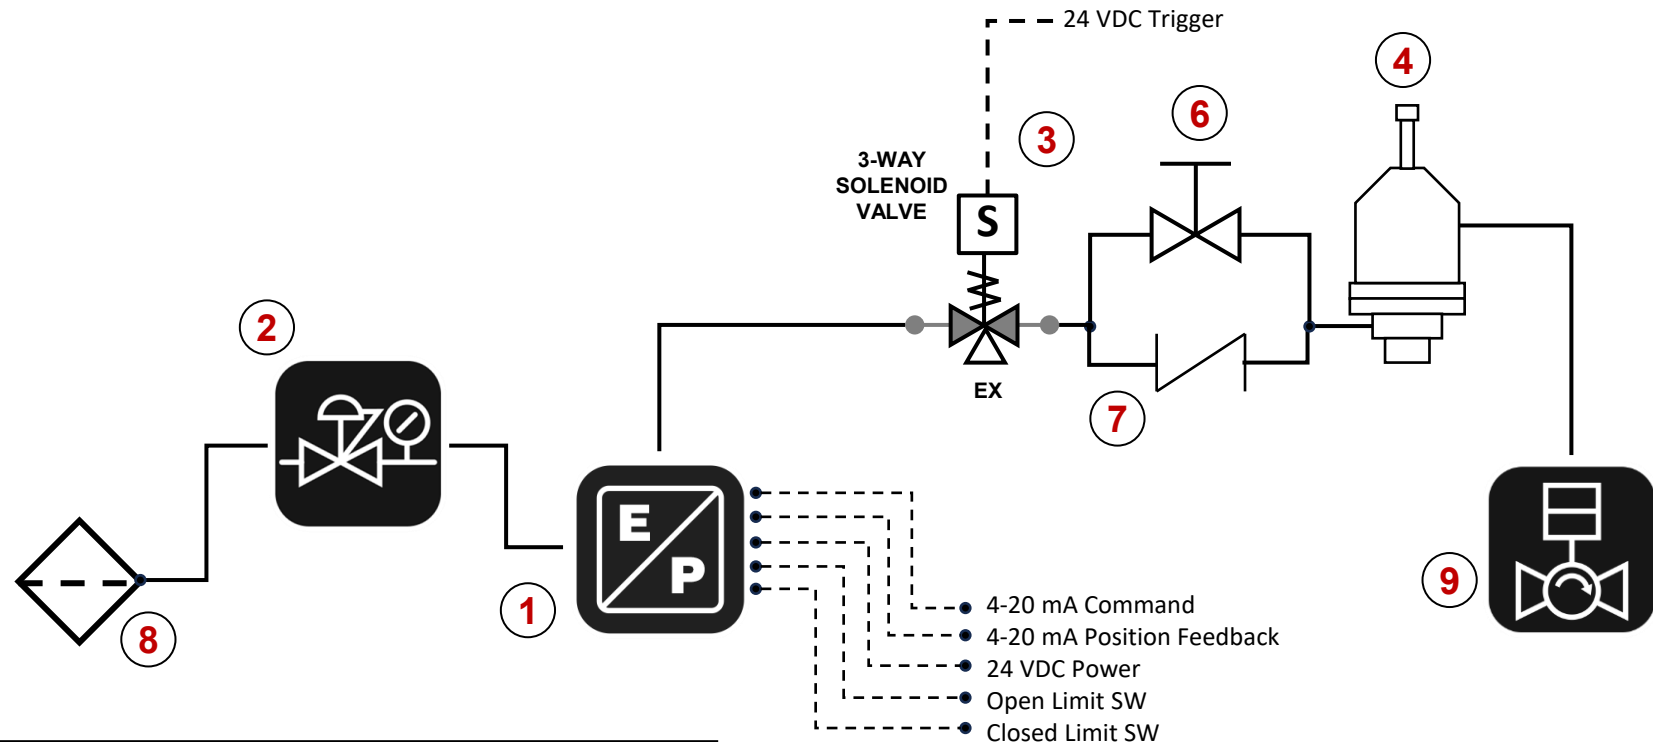 24 VDC Trigger
4
6
3
3-WAY
SOLENOID
VALVE
S
2
EX
7
E
P
1
8
9
4-20 mA Command
4-20 mA Position Feedback
24 VDC Power
Open Limit SW
Closed Limit SW